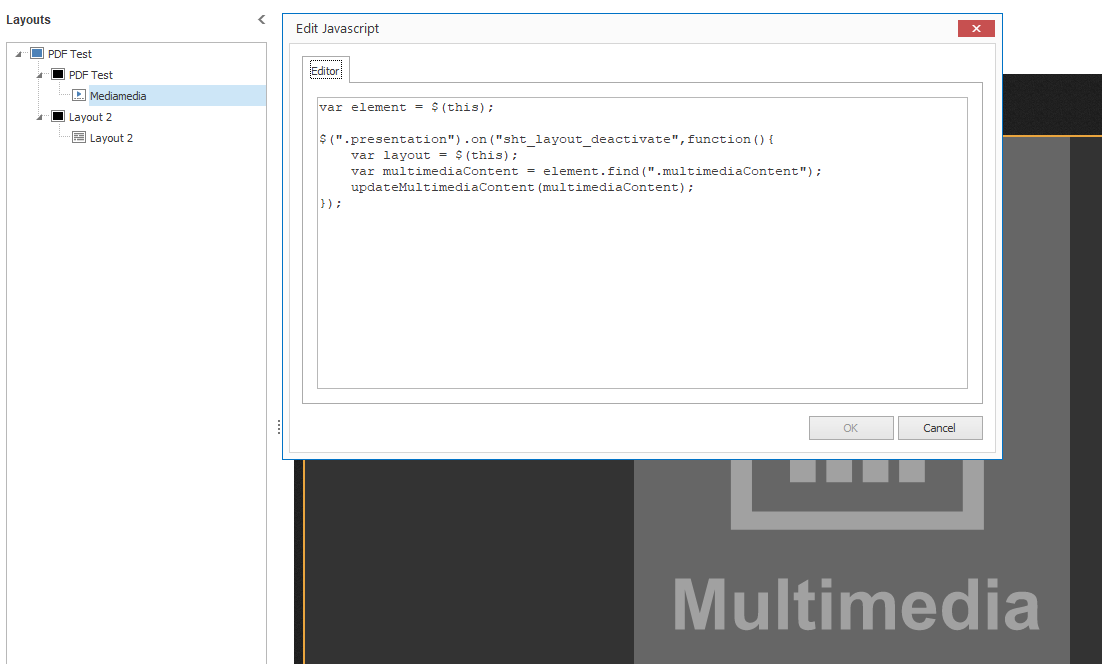 Layouts
PDF Test
PDF Test
Mediamedia
Layout 2
Layout 2
Edit Javascript
Editor
var element = $(this);
$(".presentation").on("sht_layout_deactivate",function(){
    var layout = $(this);
    var multimediaContent = element.find(".multimediaContent");
    updateMultimediaContent(multimediaContent);
});
OK
Cancel
Multimedia